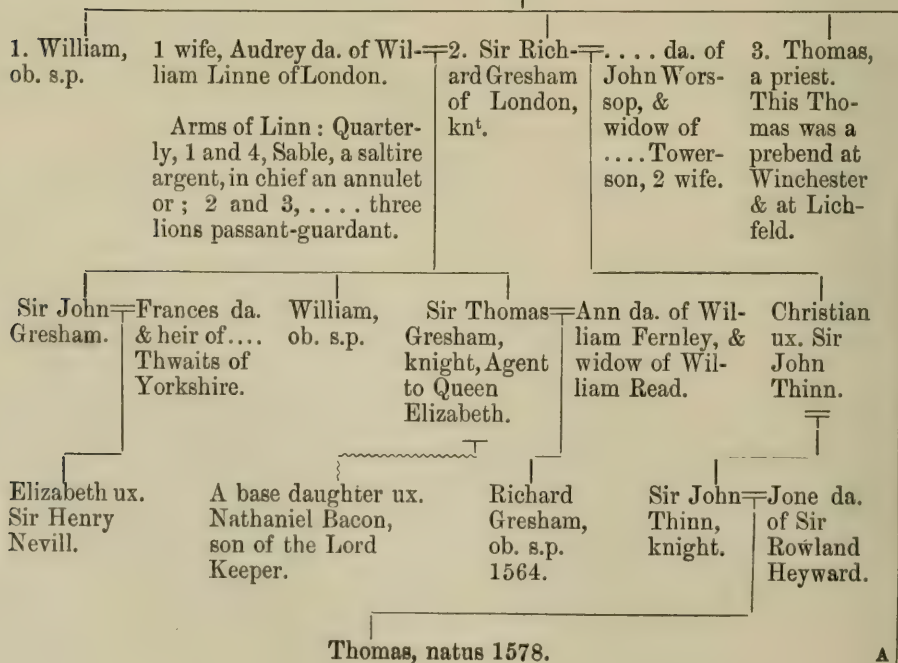 1. William,
ob. s.p.
1 wife, Audrey da. of Wil-
liam Linne of London.
Arms of Linn : Quarter-
ly, 1 and 4, Sable, a saltire
argent, in chief an annulet
or ; 2 and 3, .... three
lions passant-guardant.
2. Sir Rich-
ard Gresham
of London,
knt.
.... da. of
John Wors-
sop, &
widow of
.... Tower-
son, 2 wife.
3. Thomas,
a priest.
This Tho-
mas was a
prebend at
Winchester
& at Lich-
feld.
Sir John
Gresham.
Frances da.
& heir of....
Thwaits of
Yorkshire.
William,
ob. s.p.
Sir Thomas
Gresham,
knight, Agent
to Queen
Elizabeth.
Ann da. of Wil-
liam Fernley, &
widow of Wil-
liam Read.
Christian
ux. Sir
John
Thinn.
Elizabeth ux.
Sir Henry
Nevill.
A base daughter ux.
Nathaniel Bacon,
son of the Lord
Keeper.
Richard
Gresham,
ob. s.p.
1564.
Sir John
Thinn,
knight.
Jone da.
of Sir
Rowland
Heyward.
Thomas, natus 1578.
A